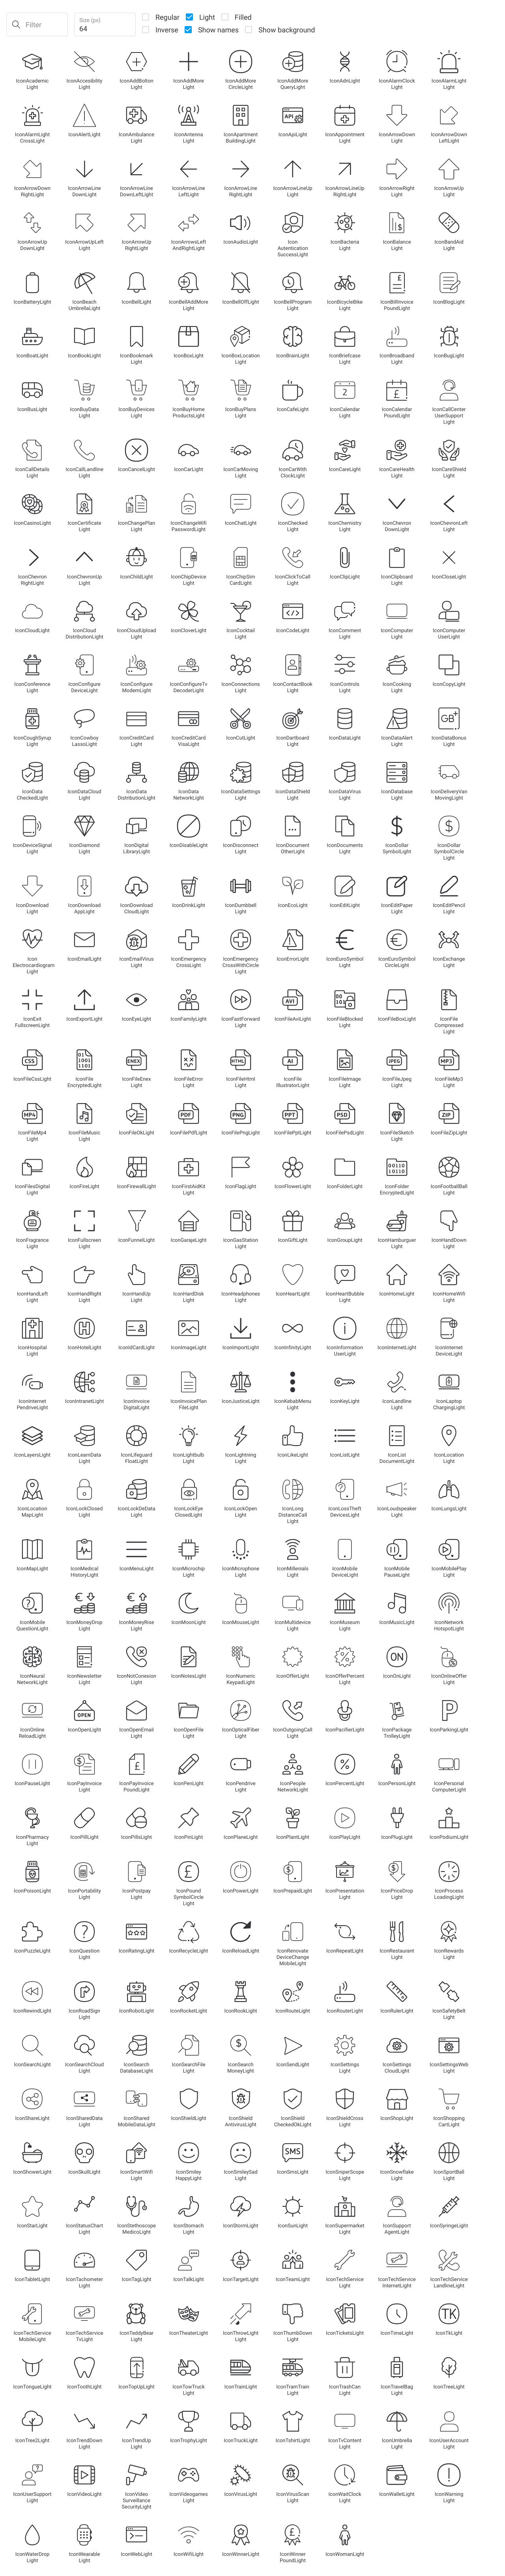 Filter
Size (px)
64
Regular
Light
Filled
Inverse
Show names
Show background
IconAcademic Light
IconAccesibility Light
IconAddBolton Light
IconAddMore Light
IconAddMore CircleLight
IconAddMore QueryLight
IconAdnLight
IconAlarmClock Light
IconAlarmLight Light
IconAlarmLight CrossLight
IconAlertLight
IconAmbulance Light
IconAntenna Light
IconApartment BuildingLight
IconApiLight
IconAppointment Light
IconArrowDown Light
IconArrowDown LeftLight
IconArrowDown RightLight
IconArrowLine DownLight
IconArrowLine DownLeftLight
IconArrowLine LeftLight
IconArrowLine RightLight
IconArrowLineUp Light
IconArrowLineUp RightLight
IconArrowRight Light
IconArrowUp Light
IconArrowUp DownLight
IconArrowUpLeft Light
IconArrowUp RightLight
IconArrowsLeft AndRightLight
IconAudioLight
Icon Autentication SuccessLight
IconBacteria Light
IconBalance Light
IconBandAid Light
IconBatteryLight
IconBeach UmbrellaLight
IconBellLight
IconBellAddMore Light
IconBellOffLight
IconBellProgram Light
IconBicycleBike Light
IconBillInvoice PoundLight
IconBlogLight
IconBoatLight
IconBookLight
IconBookmark Light
IconBoxLight
IconBoxLocation Light
IconBrainLight
IconBriefcase Light
IconBroadband Light
IconBugLight
IconBusLight
IconBuyData Light
IconBuyDevices Light
IconBuyHome ProductsLight
IconBuyPlans Light
IconCafeLight
IconCalendar Light
IconCalendar PoundLight
IconCallCenter UserSupport Light
IconCallDetails Light
IconCallLandline Light
IconCancelLight
IconCarLight
IconCarMoving Light
IconCarWith ClockLight
IconCareLight
IconCareHealth Light
IconCareShield Light
IconCasinoLight
IconCertificate Light
IconChangePlan Light
IconChangeWifi PasswordLight
IconChatLight
IconChecked Light
IconChemistry Light
IconChevron DownLight
IconChevronLeft Light
IconChevron RightLight
IconChevronUp Light
IconChildLight
IconChipDevice Light
IconChipSim CardLight
IconClickToCall Light
IconClipLight
IconClipboard Light
IconCloseLight
IconCloudLight
IconCloud DistributionLight
IconCloudUpload Light
IconCloverLight
IconCocktail Light
IconCodeLight
IconComment Light
IconComputer Light
IconComputer UserLight
IconConference Light
IconConfigure DeviceLight
IconConfigure ModemLight
IconConfigureTv DecoderLight
IconConnections Light
IconContactBook Light
IconControls Light
IconCooking Light
IconCopyLight
IconCoughSyrup Light
IconCowboy LassoLight
IconCreditCard Light
IconCreditCard VisaLight
IconCutLight
IconDartboard Light
IconDataLight
IconDataAlert Light
IconDataBonus Light
IconData CheckedLight
IconDataCloud Light
IconData DistributionLight
IconData NetworkLight
IconDataSettings Light
IconDataShield Light
IconDataVirus Light
IconDatabase Light
IconDeliveryVan MovingLight
IconDeviceSignal Light
IconDiamond Light
IconDigital LibraryLight
IconDisableLight
IconDisconnect Light
IconDocument OtherLight
IconDocuments Light
IconDollar SymbolLight
IconDollar SymbolCircle Light
IconDownload Light
IconDownload AppLight
IconDownload CloudLight
IconDrinkLight
IconDumbbell Light
IconEcoLight
IconEditLight
IconEditPaper Light
IconEditPencil Light
Icon Electrocardiogram Light
IconEmailLight
IconEmailVirus Light
IconEmergency CrossLight
IconEmergency CrossWithCircle Light
IconErrorLight
IconEuroSymbol Light
IconEuroSymbol CircleLight
IconExchange Light
IconExit FullscreenLight
IconExportLight
IconEyeLight
IconFamilyLight
IconFastForward Light
IconFileAviLight
IconFileBlocked Light
IconFileBoxLight
IconFile Compressed Light
IconFileCssLight
IconFile EncryptedLight
IconFileEnex Light
IconFileError Light
IconFileHtml Light
IconFile IllustratorLight
IconFileImage Light
IconFileJpeg Light
IconFileMp3 Light
IconFileMp4 Light
IconFileMusic Light
IconFileOkLight
IconFilePdfLight
IconFilePngLight
IconFilePptLight
IconFilePsdLight
IconFileSketch Light
IconFileZipLight
IconFilesDigital Light
IconFireLight
IconFirewallLight
IconFirstAidKit Light
IconFlagLight
IconFlowerLight
IconFolderLight
IconFolder EncryptedLight
IconFootballBall Light
IconFragrance Light
IconFullscreen Light
IconFunnelLight
IconGarajeLight
IconGasStation Light
IconGiftLight
IconGroupLight
IconHamburguer Light
IconHandDown Light
IconHandLeft Light
IconHandRight Light
IconHandUp Light
IconHardDisk Light
IconHeadphones Light
IconHeartLight
IconHeartBubble Light
IconHomeLight
IconHomeWifi Light
IconHospital Light
IconHotelLight
IconIdCardLight
IconImageLight
IconImportLight
IconInfinityLight
IconInformation UserLight
IconInternetLight
IconInternet DeviceLight
IconInternet PendriveLight
IconIntranetLight
IconInvoice DigitalLight
IconInvoicePlan FileLight
IconJusticeLight
IconKebabMenu Light
IconKeyLight
IconLandline Light
IconLaptop ChargingLight
IconLayersLight
IconLearnData Light
IconLifeguard FloatLight
IconLightbulb Light
IconLightning Light
IconLikeLight
IconListLight
IconList DocumentLight
IconLocation Light
IconLocation MapLight
IconLockClosed Light
IconLockDeData Light
IconLockEye ClosedLight
IconLockOpen Light
IconLong DistanceCall Light
IconLossTheft DevicesLight
IconLoudspeaker Light
IconLungsLight
IconMapLight
IconMedical HistoryLight
IconMenuLight
IconMicrochip Light
IconMicrophone Light
IconMillenials Light
IconMobile DeviceLight
IconMobile PauseLight
IconMobilePlay Light
IconMobile QuestionLight
IconMoneyDrop Light
IconMoneyRise Light
IconMoonLight
IconMouseLight
IconMultidevice Light
IconMuseum Light
IconMusicLight
IconNetwork HotspotLight
IconNeural NetworkLight
IconNewsletter Light
IconNotConexion Light
IconNotesLight
IconNumeric KeypadLight
IconOfferLight
IconOfferPercent Light
IconOnLight
IconOnlineOffer Light
IconOnline ReloadLight
IconOpenLight
IconOpenEmail Light
IconOpenFile Light
IconOpticalFiber Light
IconOutgoingCall Light
IconPacifierLight
IconPackage TrolleyLight
IconParkingLight
IconPauseLight
IconPayInvoice Light
IconPayInvoice PoundLight
IconPenLight
IconPendrive Light
IconPeople NetworkLight
IconPercentLight
IconPersonLight
IconPersonal ComputerLight
IconPharmacy Light
IconPillLight
IconPillsLight
IconPinLight
IconPlaneLight
IconPlantLight
IconPlayLight
IconPlugLight
IconPodiumLight
IconPoisonLight
IconPortability Light
IconPostpay Light
IconPound SymbolCircle Light
IconPowerLight
IconPrepaidLight
IconPresentation Light
IconPriceDrop Light
IconProcess LoadingLight
IconPuzzleLight
IconQuestion Light
IconRatingLight
IconRecycleLight
IconReloadLight
IconRenovate DeviceChange MobileLight
IconRepeatLight
IconRestaurant Light
IconRewards Light
IconRewindLight
IconRoadSign Light
IconRobotLight
IconRocketLight
IconRookLight
IconRouteLight
IconRouterLight
IconRulerLight
IconSafetyBelt Light
IconSearchLight
IconSearchCloud Light
IconSearch DatabaseLight
IconSearchFile Light
IconSearch MoneyLight
IconSendLight
IconSettings Light
IconSettings CloudLight
IconSettingsWeb Light
IconShareLight
IconSharedData Light
IconShared MobileDataLight
IconShieldLight
IconShield AntivirusLight
IconShield CheckedOkLight
IconShieldCross Light
IconShopLight
IconShopping CartLight
IconShowerLight
IconSkullLight
IconSmartWifi Light
IconSmiley HappyLight
IconSmileySad Light
IconSmsLight
IconSniperScope Light
IconSnowflake Light
IconSportBall Light
IconStarLight
IconStatusChart Light
IconStethoscope MedicoLight
IconStomach Light
IconStormLight
IconSunLight
IconSupermarket Light
IconSupport AgentLight
IconSyringeLight
IconTabletLight
IconTachometer Light
IconTagLight
IconTalkLight
IconTargetLight
IconTeamLight
IconTechService Light
IconTechService InternetLight
IconTechService LandlineLight
IconTechService MobileLight
IconTechService TvLight
IconTeddyBear Light
IconTheaterLight
IconThrowLight Light
IconThumbDown Light
IconTicketsLight
IconTimeLight
IconTkLight
IconTongueLight
IconToothLight
IconTopUpLight
IconTowTruck Light
IconTrainLight
IconTramTrain Light
IconTrashCan Light
IconTravelBag Light
IconTreeLight
IconTree2Light
IconTrendDown Light
IconTrendUp Light
IconTrophyLight
IconTruckLight
IconTshirtLight
IconTvContent Light
IconUmbrella Light
IconUserAccount Light
IconUserSupport Light
IconVideoLight
IconVideo Surveillance SecurityLight
IconVideogames Light
IconVirusLight
IconVirusScan Light
IconWaitClock Light
IconWalletLight
IconWarning Light
IconWaterDrop Light
IconWearable Light
IconWebLight
IconWifiLight
IconWinnerLight
IconWinner PoundLight
IconWomanLight